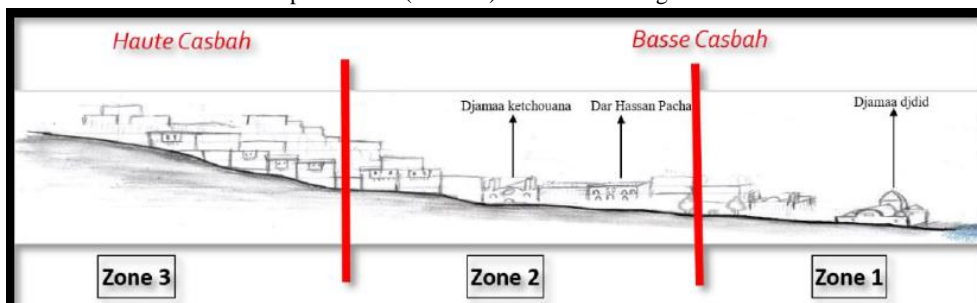 Haute Casbah
Basse Casbah
Djamaa ketchouana
Dar Hassan Pacha
Djamaa djdid
Zone 3
Zone 2
Zone 1